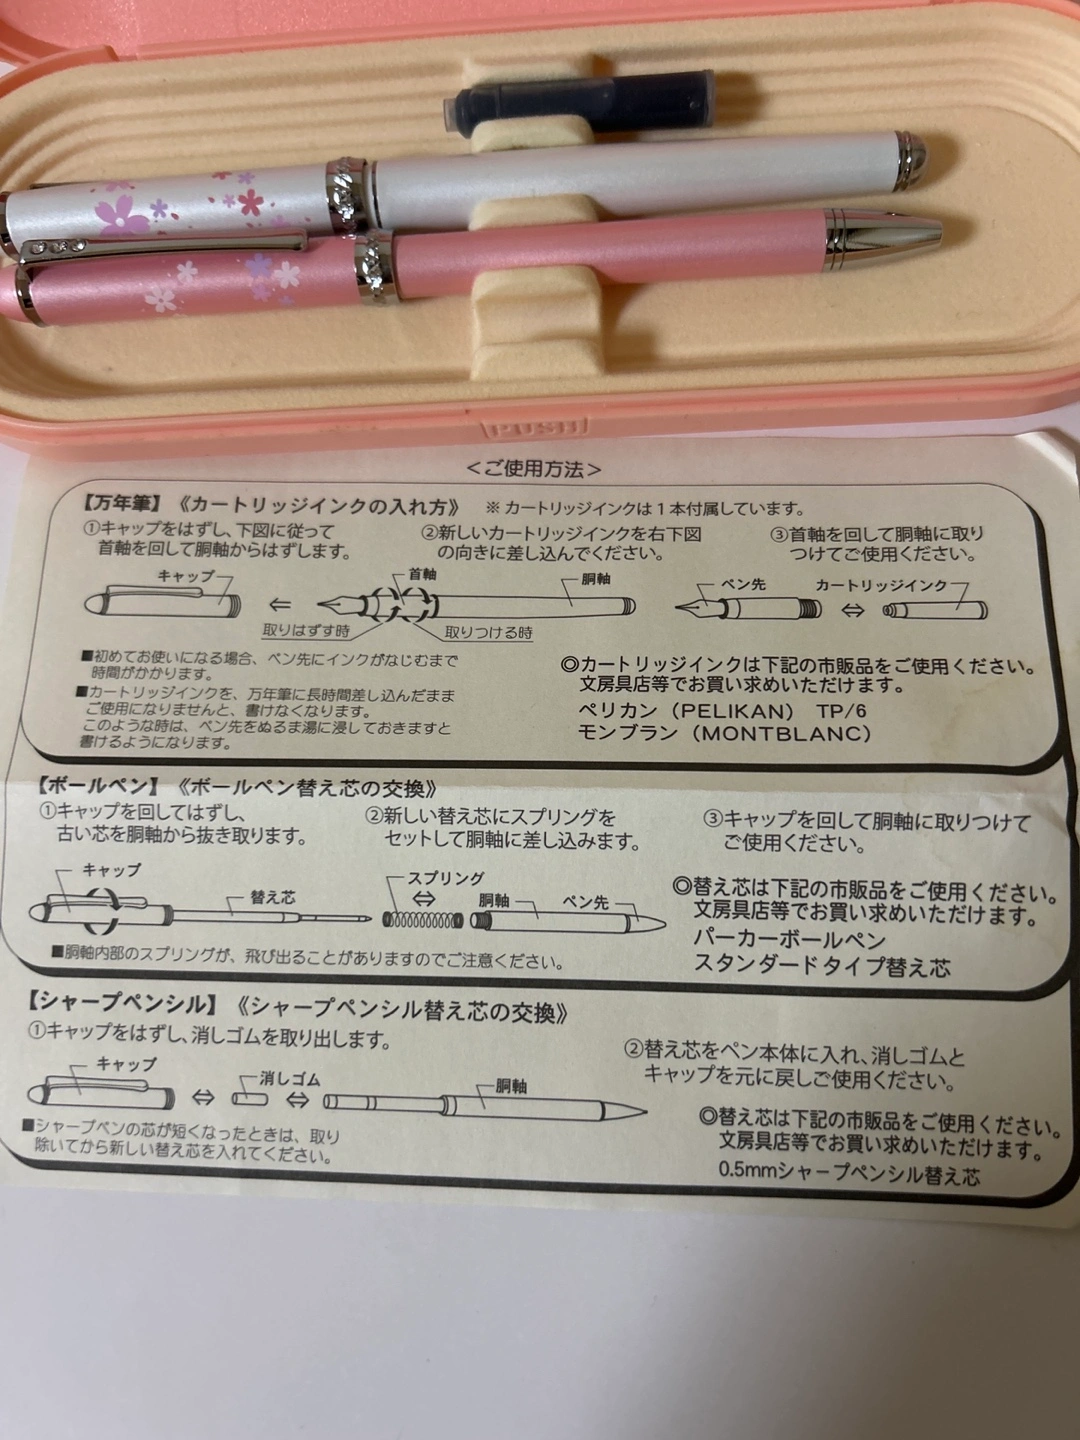 PUSH
<ご使用方法>
【万年筆】《カートリッジインクの入れ方》 ※ カートリッジインクは1本付属しています。
①キャップをはずし、下図に従って
首軸を回して胴軸からはずします。
②新しいカートリッジインクを右下図
の向きに差し込んでください。
③首軸を回して胴軸に取り
つけてご使用ください。
キャップ
首軸
胴軸
ペン先
カートリッジインク
取りはずす時
取りつける時
■初めてお使いになる場合、ペン先にインクがなじむまで
時間がかかります。
■カートリッジインクを、万年筆に長時間差し込んだまま
ご使用になりませんと、書けなくなります。
このような時は、ペン先をぬるま湯に浸しておきますと
書けるようになります。
◎カートリッジインクは下記の市販品をご使用ください。
文房具店等でお買い求めいただけます。
ペリカン（PELIKAN） TP/6
モンブラン（MONTBLANC）
【ボールペン】《ボールペン替え芯の交換》
①キャップを回してはずし、
古い芯を胴軸から抜き取ります。
②新しい替え芯にスプリングを
セットして胴軸に差し込みます。
③キャップを回して胴軸に取りつけて
ご使用ください。
キャップ
替え芯
スプリング
胴軸
ペン先
■胴軸内部のスプリングが、飛び出ることがありますのでご注意ください。
◎替え芯は下記の市販品をご使用ください。
文房具店等でお買い求めいただけます。
パーカーボールペン
スタンダードタイプ替え芯
【シャープペンシル】《シャープペンシル替え芯の交換》
①キャップをはずし、消しゴムを取り出します。
②替え芯をペン本体に入れ、消しゴムと
キャップを元に戻しご使用ください。
キャップ
消しゴム
胴軸
■シャープペンの芯が短くなったときは、取り
除いてから新しい替え芯を入れてください。
◎替え芯は下記の市販品をご使用ください。
文房具店等でお買い求めいただけます。
0.5mmシャープペンシル替え芯